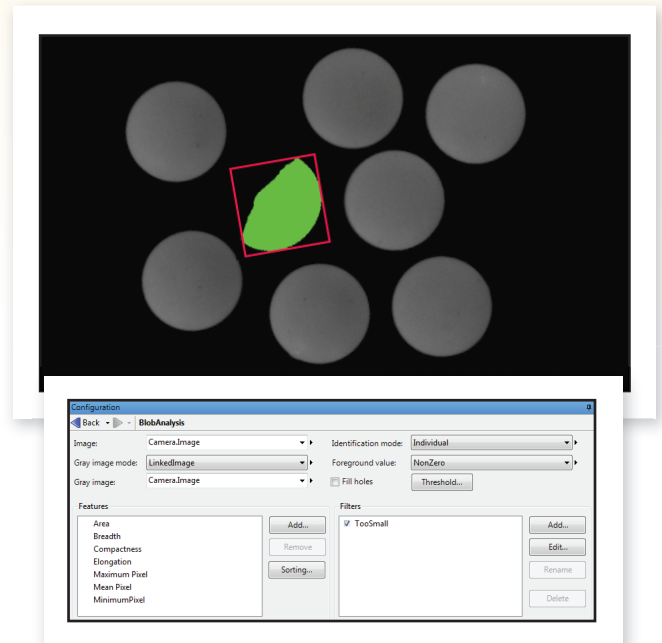 Configuration
Back BlobAnalysis
Image: Camera.Image Identification mode: Individual
Gray image mode: LinkedImage Foreground value: NonZero
Gray image: Camera.Image Fill holes Threshold...
Features Filters
Area Add... TooSmall Add...
Breadth
Compactness Remove Edit...
Elongation
Maximum Pixel Sorting... Rename
Mean Pixel
MinimumPixel Delete